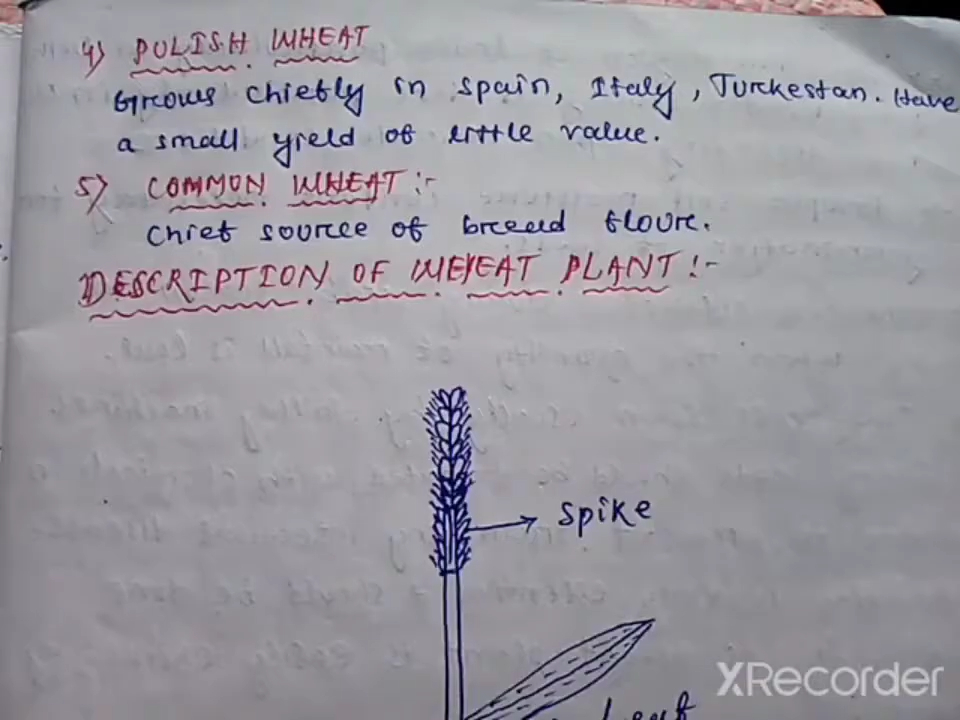 4) POLISH WHEAT
Grows chiefly in Spain, Italy, Turkestan. Have
a small yield of little value.
5) COMMON WHEAT :-
Chief source of bread flour.
DESCRIPTION OF WHEAT PLANT :-
Spike
Leaf
XRecorder